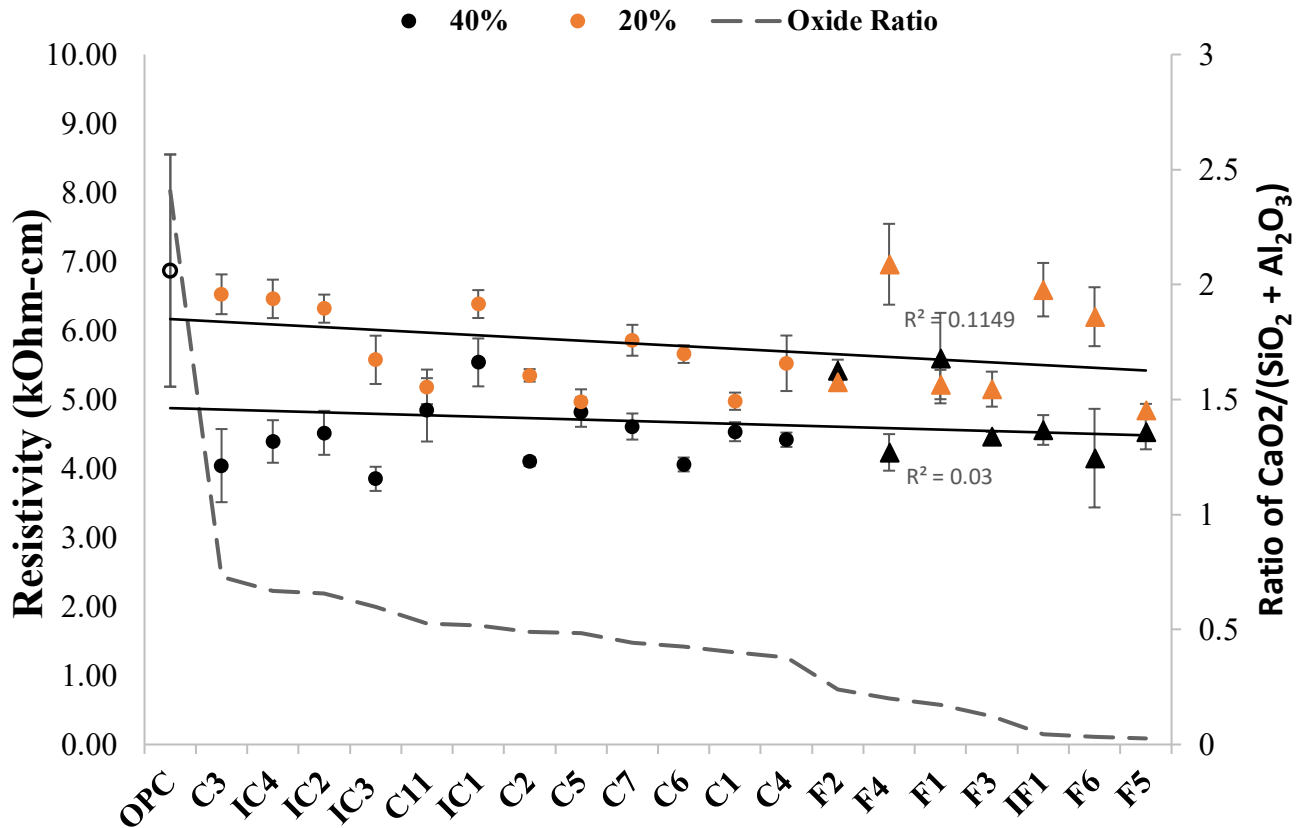 40% 20% Oxide Ratio
10.00
9.00
8.00
7.00
6.00
5.00
4.00
3.00
2.00
1.00
0.00
Resistivity (kOhm-cm)
R² = 0.1149
R² = 0.03
3
2.5
2
1.5
1
0.5
0
Ratio of CaO2/(SiO₂ + Al₂O₃)
OPC
C3
IC4
IC2
IC3
C11
IC1
C2
C5
C7
C6
C1
C4
F2
F4
F1
F3
IF1
F6
F5